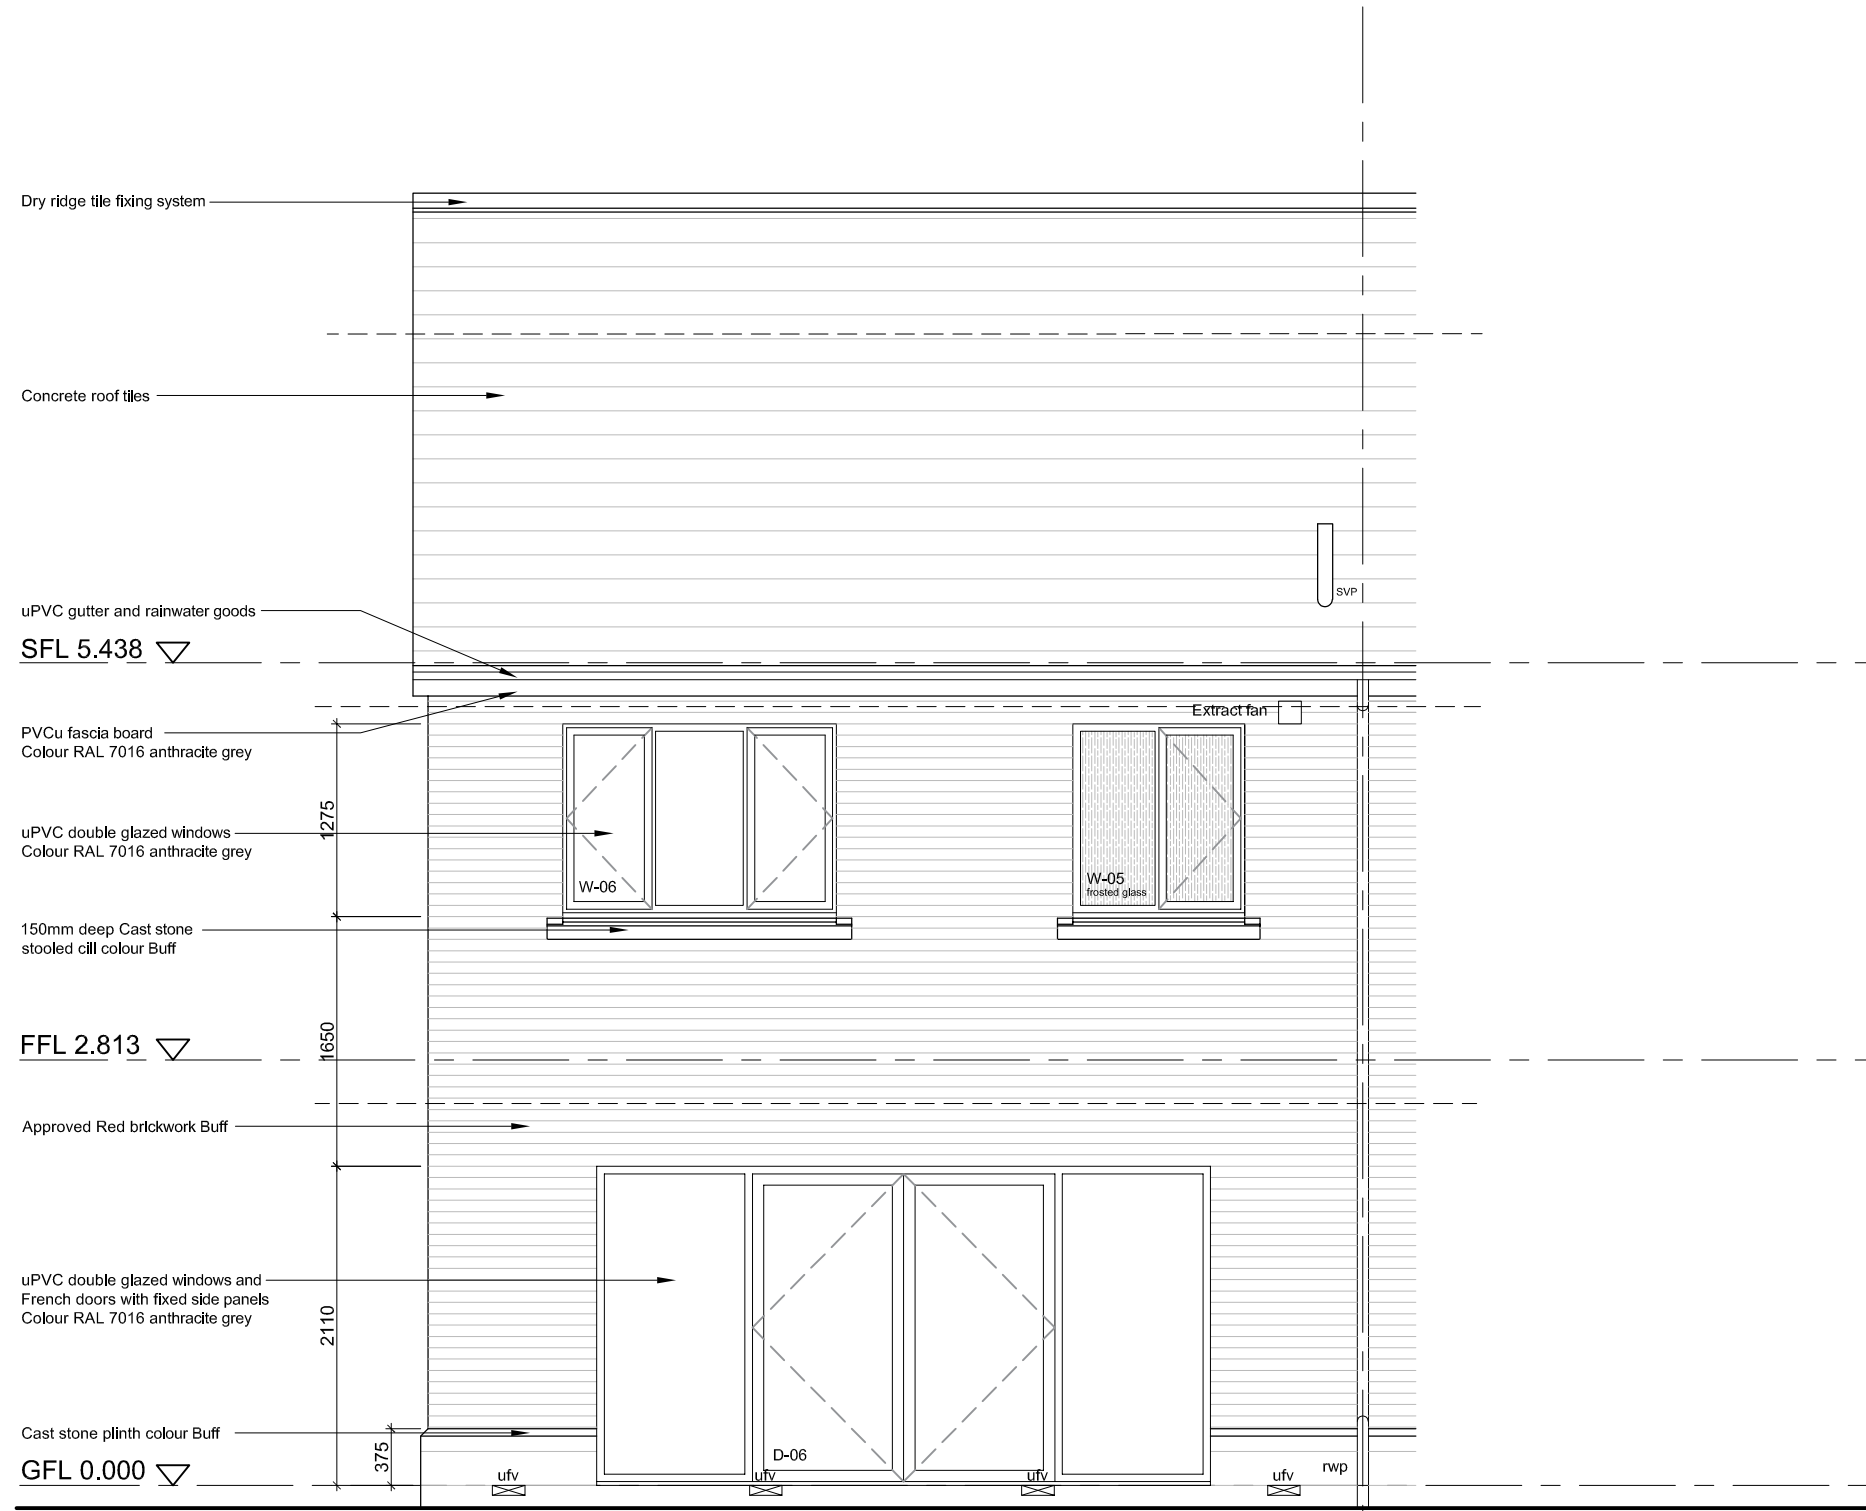 Dry ridge tile fixing system
Concrete roof tiles
SVP
uPVC gutter and rainwater goods
SFL 5.438
Extract fan
PVCu fascia board
Colour RAL 7016 anthracite grey
1275
uPVC double glazed windows
Colour RAL 7016 anthracite grey
W-06
W-05
frosted glass
150mm deep Cast stone
stooled cill colour Buff
1650
FFL 2.813
Approved Red brickwork Buff
uPVC double glazed windows and
French doors with fixed side panels
Colour RAL 7016 anthracite grey
2110
Cast stone plinth colour Buff
375
D-06
GFL 0.000
ufv
ufv
ufv
ufv
rwp